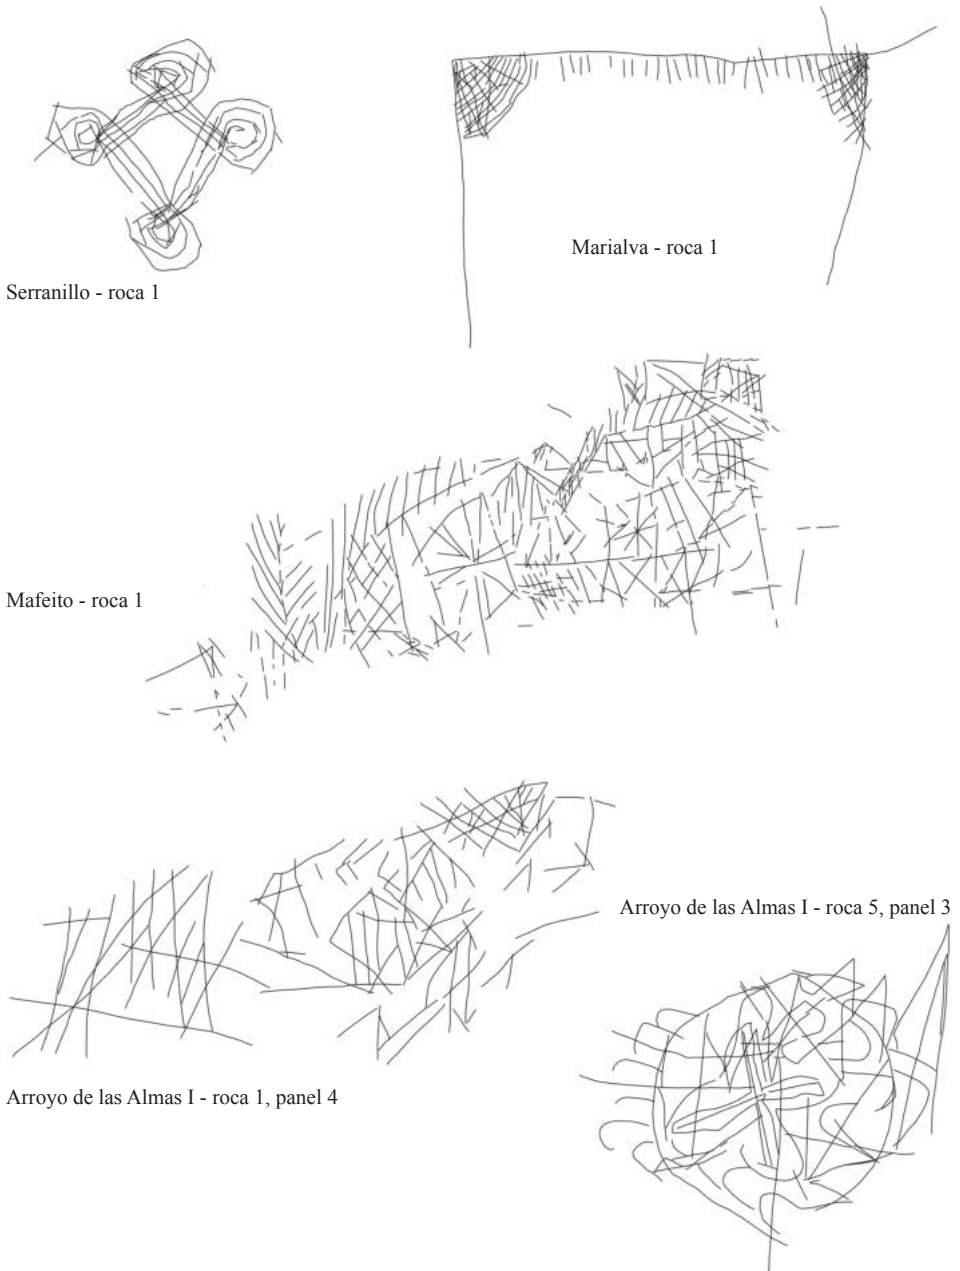 Marialva - roca 1
Serranillo - roca 1
Mafeito - roca 1
Arroyo de las Almas I - roca 5, panel 3
Arroyo de las Almas I - roca 1, panel 4